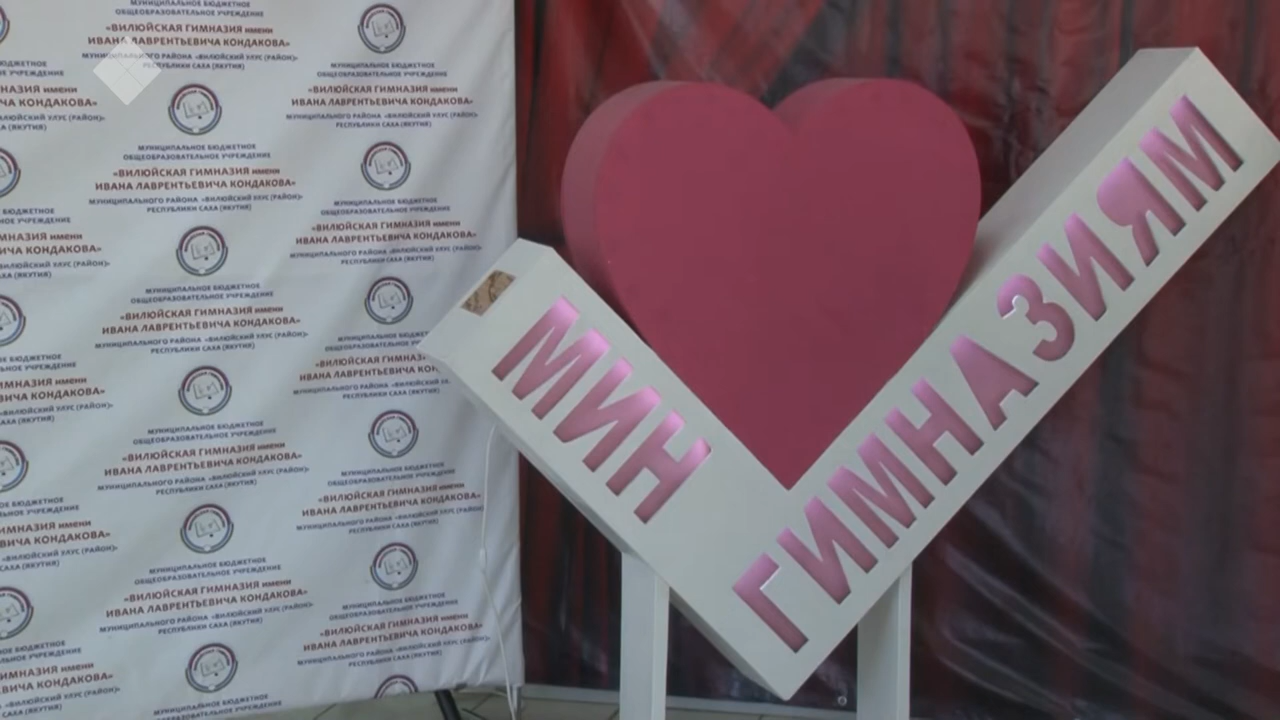 МУНИЦИПАЛЬНОЕ БЮДЖЕТНОЕ
ОБЩЕОБРАЗОВАТЕЛЬНОЕ УЧРЕЖДЕНИЕ
«ВИЛЮЙСКАЯ ГИМНАЗИЯ имени
ИВАНА ЛАВРЕНТЬЕВИЧА КОНДАКОВА»
МУНИЦИПАЛЬНОГО РАЙОНА «ВИЛЮЙСКИЙ УЛУС (РАЙОН)»
РЕСПУБЛИКИ САХА (ЯКУТИЯ)
МИН
ГИМНАЗИЯМ